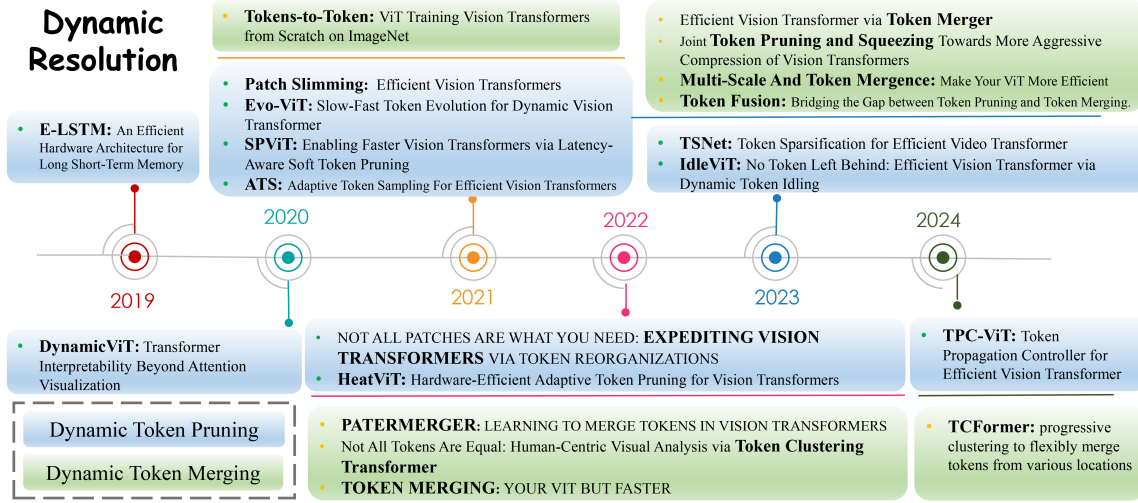 Dynamic
Resolution
Tokens-to-Token: ViT Training Vision Transformers
from Scratch on ImageNet
Patch Slimming: Efficient Vision Transformers
Evo-ViT: Slow-Fast Token Evolution for Dynamic Vision
Transformer
SPViT: Enabling Faster Vision Transformers via Latency-
Aware Soft Token Pruning
ATS: Adaptive Token Sampling For Efficient Vision Transformers
Efficient Vision Transformer via Token Merger
Joint Token Pruning and Squeezing Towards More Aggressive
Compression of Vision Transformers
Multi-Scale And Token Mergence: Make Your ViT More Efficient
Token Fusion: Bridging the Gap between Token Pruning and Token Merging.
E-LSTM: An Efficient
Hardware Architecture for
Long Short-Term Memory
TSNet: Token Sparsification for Efficient Video Transformer
IdleViT: No Token Left Behind: Efficient Vision Transformer via
Dynamic Token Idling
2019
2020
2021
2022
2023
2024
DynamicViT: Transformer
Interpretability Beyond Attention
Visualization
NOT ALL PATCHES ARE WHAT YOU NEED: EXPEDITING VISION
TRANSFORMERS VIA TOKEN REORGANIZATIONS
HeatViT: Hardware-Efficient Adaptive Token Pruning for Vision Transformers
TPC-ViT: Token
Propagation Controller for
Efficient Vision Transformer
Dynamic Token Pruning
Dynamic Token Merging
PATERMERGER: LEARNING TO MERGE TOKENS IN VISION TRANSFORMERS
Not All Tokens Are Equal: Human-Centric Visual Analysis via Token Clustering
Transformer
TOKEN MERGING: YOUR VIT BUT FASTER
TCFormer: progressive
clustering to flexibly merge
tokens from various locations